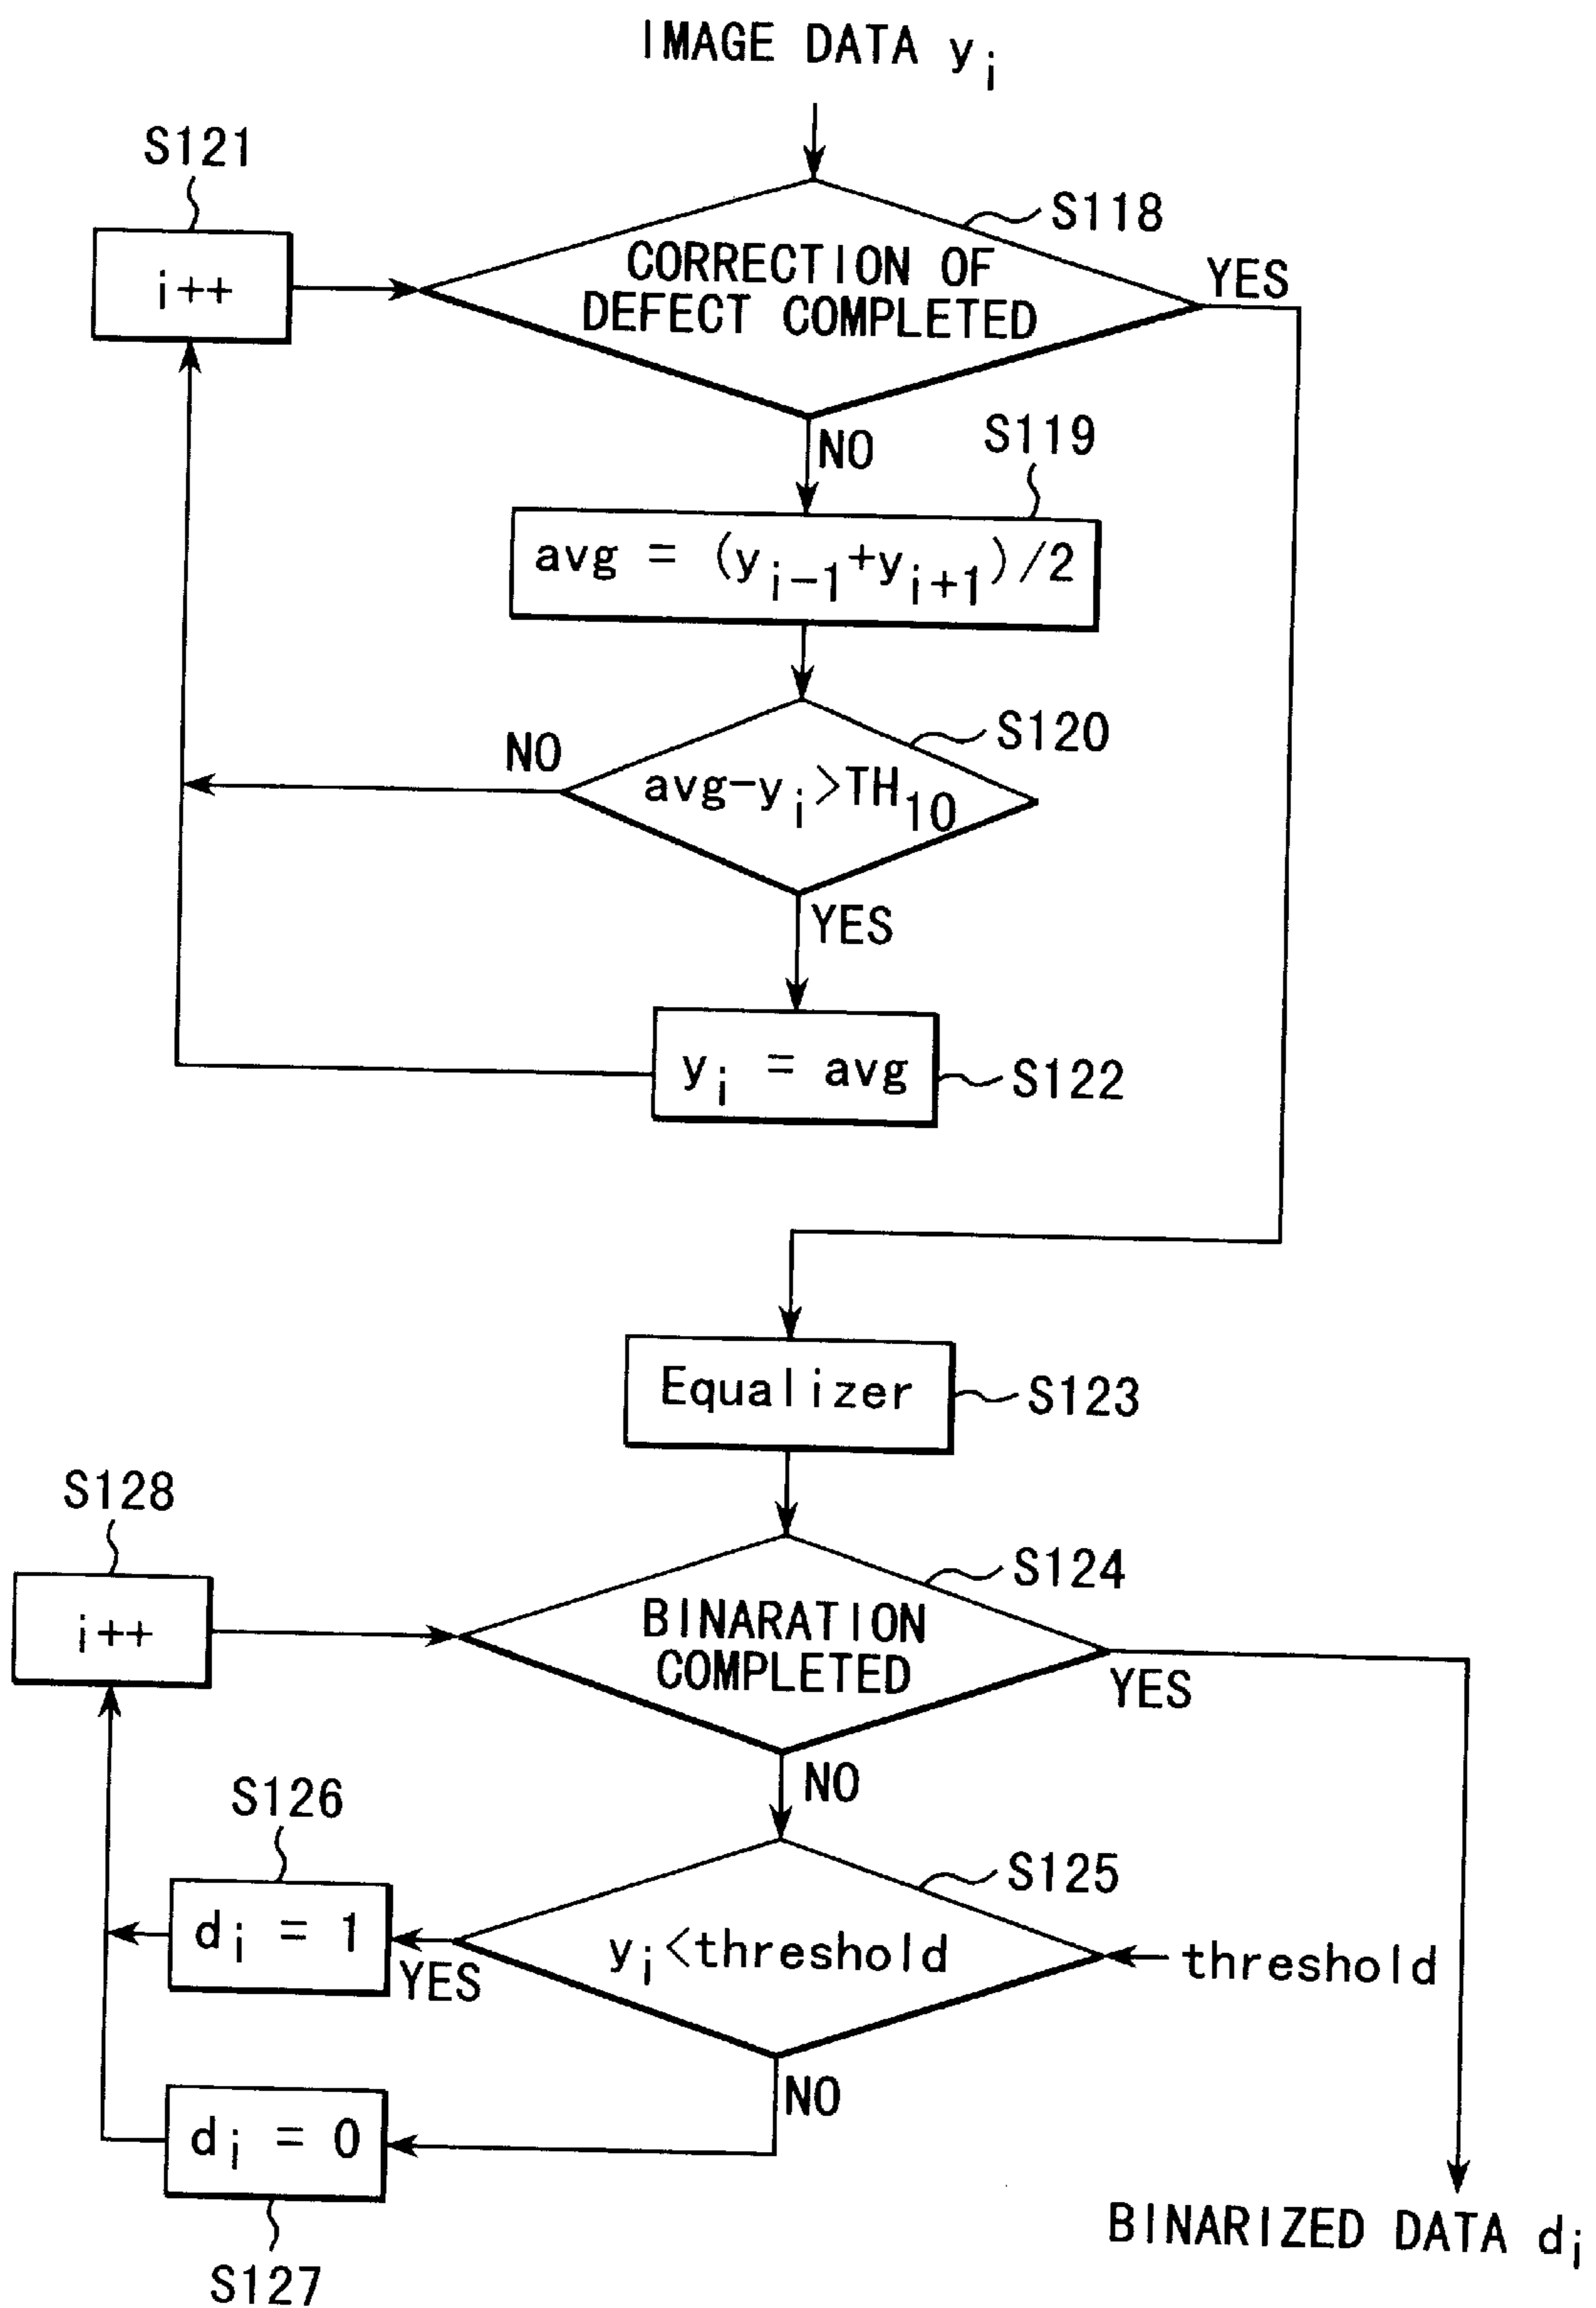 IMAGE DATA yi
S121
S118
i++
CORRECTION OF
DEFECT COMPLETED
YES
NO
S119
avg = (yi-1+yi+1)/2
S120
NO
avg-yi>TH10
YES
yi = avg
S122
Equalizer
S123
S128
S124
i++
BINARATION
COMPLETED
YES
NO
S126
S125
di = 1
YES
yi<threshold
threshold
NO
di = 0
S127
BINARIZED DATA di